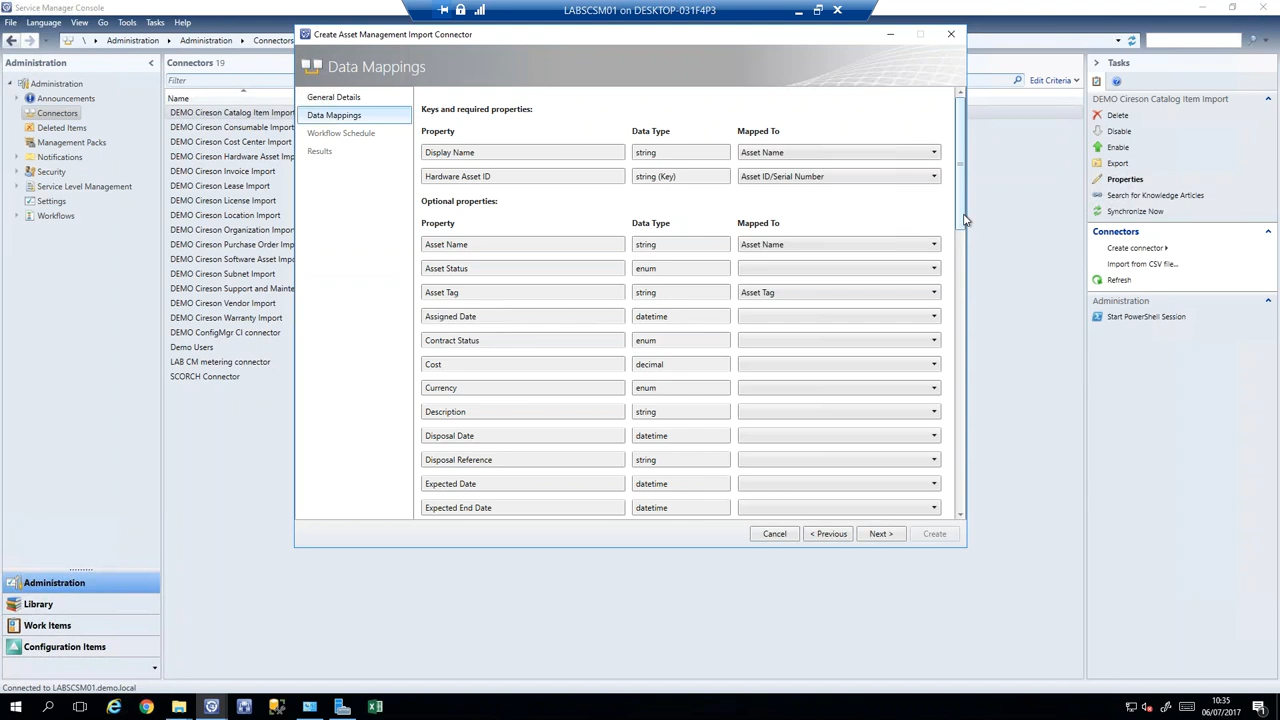 Service Manager Console
LABSCSM01 on DESKTOP-031F4P3
File View Go Tools Tasks Help
\ Administration \ Administration \ Connectors
Administration
Administration
Announcements
Connectors
Deleted Items
Management Packs
Notifications
Security
Service Level Management
Settings
Workflows
Administration
Library
Work Items
Configuration Items
Connected to LABSCSM01.demo.local
Connectors 19
Filter
Name
DEMO Cireson Catalog Item Import
DEMO Cireson Consumable Import
DEMO Cireson Cost Center Import
DEMO Cireson Hardware Asset Im
DEMO Cireson Invoice Import
DEMO Cireson Lease Import
DEMO Cireson License Import
DEMO Cireson Location Import
DEMO Cireson Organization Impor
DEMO Cireson Purchase Order Imp
DEMO Cireson Software Asset Imp
DEMO Cireson Subnet Import
DEMO Cireson Support and Mainte
DEMO Cireson Vendor Import
DEMO Cireson Warranty Import
DEMO ConfigMgr CI connector
Demo Users
LAB CM metering connector
SCORCH Connector
Create Asset Management Import Connector
Data Mappings
General Details
Data Mappings
Workflow Schedule
Results
Keys and required properties:
Property Data Type Mapped To
Display Name string Asset Name
Hardware Asset ID string (Key) Asset ID/Serial Number
Optional properties:
Property Data Type Mapped To
Asset Name string Asset Name
Asset Status enum
Asset Tag string Asset Tag
Assigned Date datetime
Contract Status enum
Cost decimal
Currency enum
Description string
Disposal Date datetime
Disposal Reference string
Expected Date datetime
Expected End Date datetime
Cancel < Previous Next > Create
Edit Criteria
Tasks
DEMO Cireson Catalog Item Import
Delete
Disable
Enable
Export
Properties
Search for Knowledge Articles
Synchronize Now
Connectors
Create connector
Import from CSV file...
Refresh
Administration
Start PowerShell Session
10:35
06/07/2017